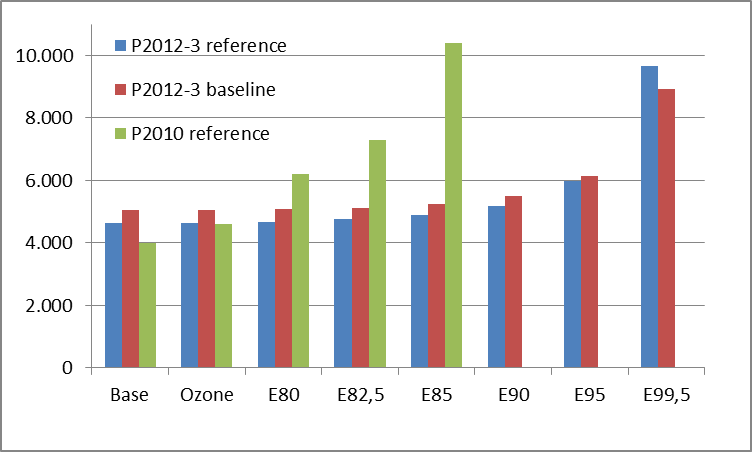 P2012-3 reference
P2012-3 baseline
P2010 reference
10.000
8.000
6.000
4.000
2.000
0
Base Ozone E80 E82,5 E85 E90 E95 E99,5